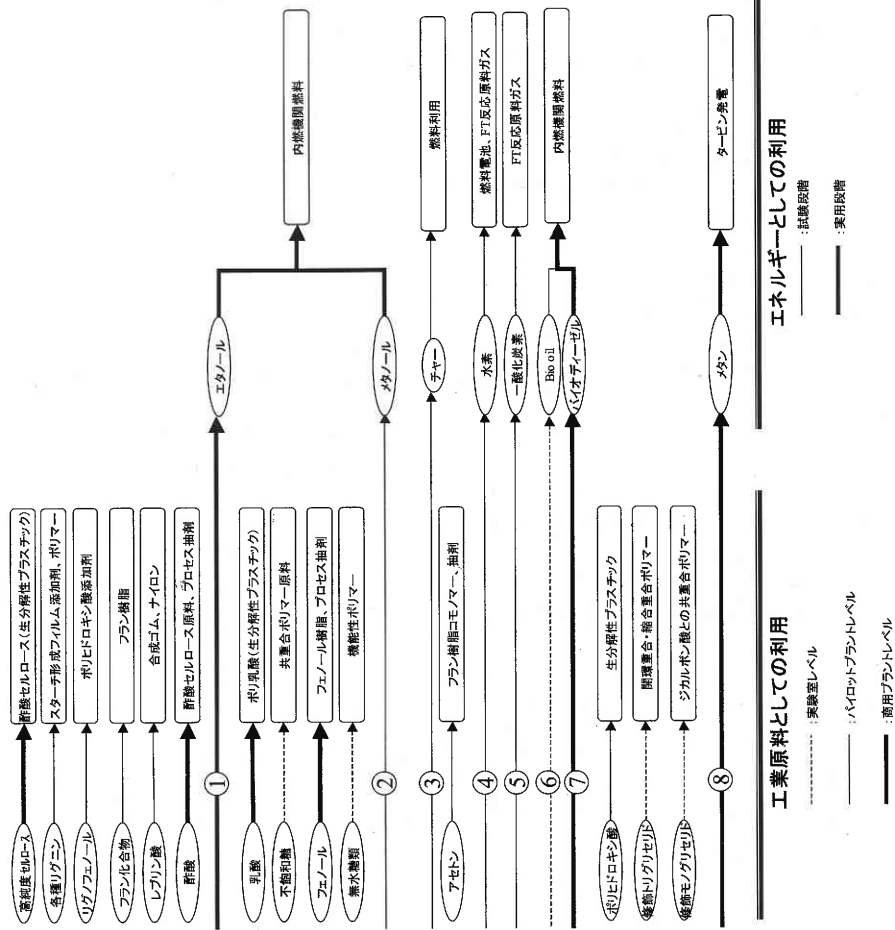 高純度セルロース
酢酸セルロース(生分解性プラスチック)
各種リグニン
スターチ形成フィルム添加剤、ポリマー
リグノフェノール
ポリヒドロキシ酸添加剤
フラン化合物
フラン樹脂
レブリン酸
合成ゴム、ナイロン
酢酸
酢酸セルロース原料、プロセス抽剤
①
エタノール
内燃機関燃料
乳酸
ポリ乳酸(生分解性プラスチック)
不飽和糖
共重合ポリマー原料
フェノール
フェノール樹脂、プロセス抽剤
無水糖類
機能性ポリマー
②
メタノール
③
チャー
燃料利用
アセトン
フラン樹脂コモノマー、抽剤
④
水素
燃料電池、FT反応原料ガス
⑤
一酸化炭素
FT反応原料ガス
⑥
Bio oil
⑦
バイオディーゼル
内燃機関燃料
ポリヒドロキシ酸
生分解性プラスチック
修飾トリグリセリド
開環重合・縮合重合ポリマー
修飾モノグリセリド
ジカルボン酸との共重合ポリマー
⑧
メタン
タービン発電
工業原料としての利用
:実験室レベル
:パイロットプラントレベル
:商用プラントレベル
エネルギーとしての利用
:試験段階
:実用段階